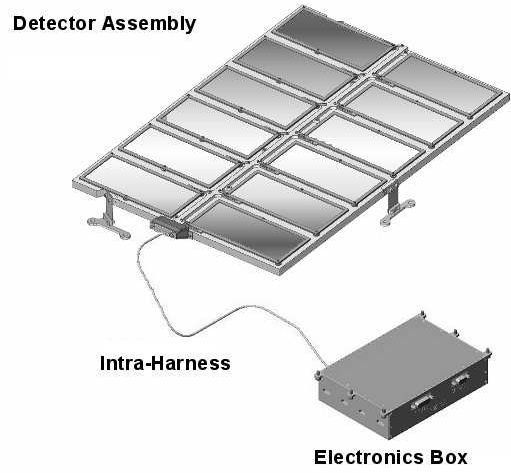 Detector Assembly
Intra-Harness
Electronics Box